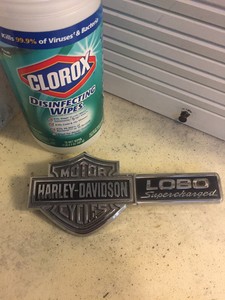 Kills 99.9% of Viruses & Bacteria
CLOROX
DISINFECTING
WIPES
MOTOR
HARLEY-DAVIDSON
CYCLES
LOBO
Supercharged